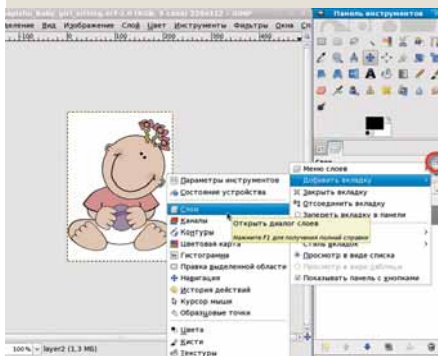 Панель инструментов
Вид Изображение Слой Цвет Инструменты Фильтры Окна
Меню слоев
Добавить вкладку
Закрыть вкладку
Отсоединить вкладку
Запереть вкладку в панели
Стиль вкладок
Просмотр в виде списка
Просмотр в виде таблицы
Показывать панель с кнопками
Параметры инструментов
Состояние устройства
Слои
Каналы
Контуры
Цветовая карта
Гистограмма
Правка выделенной области
Навигация
История действий
Курсор мыши
Образцовые точки
Цвета
Кисти
Текстуры
Открыть диалог слоев
Нажмите F1 для получения полной справки
100% layer2 (1,3 МБ)